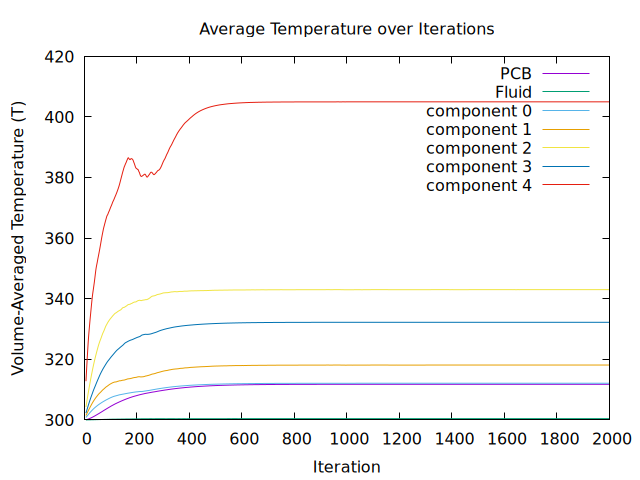 Average Temperature over Iterations
Volume-Averaged Temperature (T)
420
400
380
360
340
320
300
PCB
Fluid
component 0
component 1
component 2
component 3
component 4
0 200 400 600 800 1000 1200 1400 1600 1800 2000
Iteration